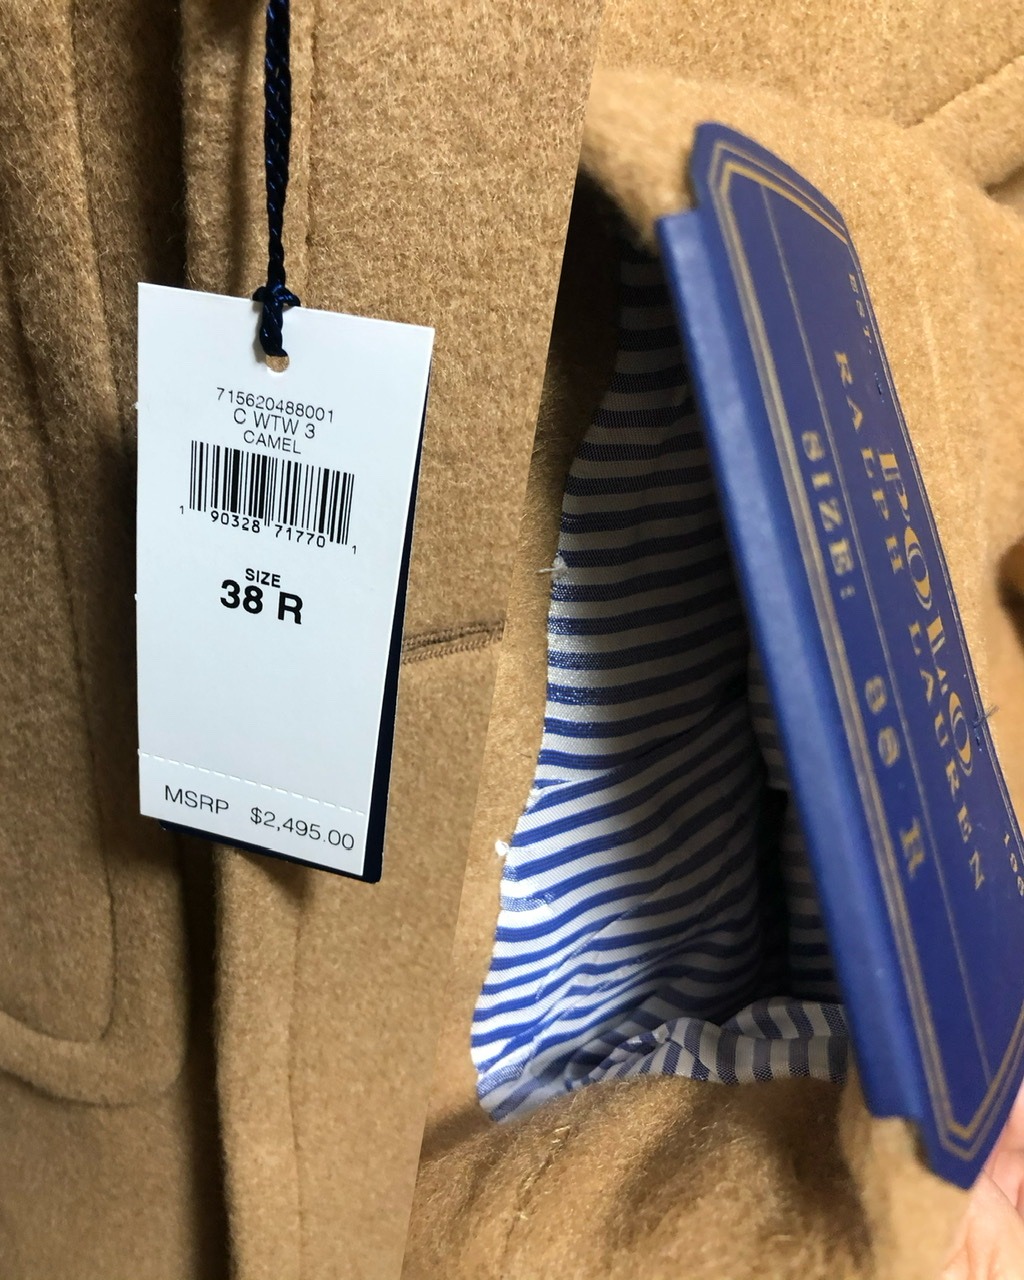 715620488001
C WTW 3
CAMEL
1 90328 71770 1
SIZE
38 R
MSRP $2,495.00
EST.
POLO
RALPH LAUREN
SIZE: 38 R